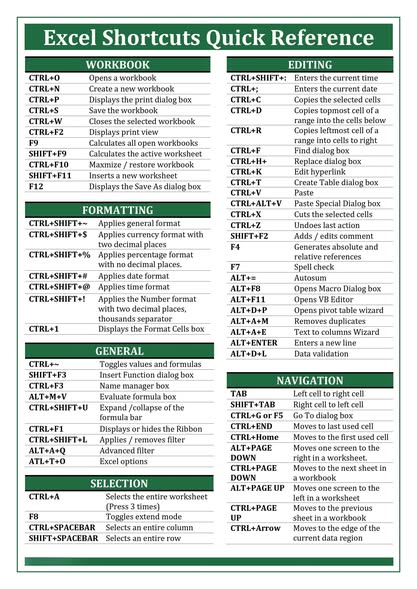 Excel Shortcuts Quick Reference
WORKBOOK
CTRL+O Opens a workbook
CTRL+N Create a new workbook
CTRL+P Displays the print dialog box
CTRL+S Save the workbook
CTRL+W Closes the selected workbook
CTRL+F2 Displays print view
F9 Calculates all open workbooks
SHIFT+F9 Calculates the active worksheet
CTRL+F10 Maxmize / restore workbook
SHIFT+F11 Inserts a new worksheet
F12 Displays the Save As dialog box
FORMATTING
CTRL+SHIFT+~ Applies general format
CTRL+SHIFT+$ Applies currency format with
two decimal places
CTRL+SHIFT+% Applies percentage format
with no decimal places.
CTRL+SHIFT+# Applies date format
CTRL+SHIFT+@ Applies time format
CTRL+SHIFT+! Applies the Number format
with two decimal places,
thousands separator
CTRL+1 Displays the Format Cells box
GENERAL
CTRL+~ Toggles values and formulas
SHIFT+F3 Insert Function dialog box
CTRL+F3 Name manager box
ALT+M+V Evaluate formula box
CTRL+SHIFT+U Expand /collapse of the
formula bar
CTRL+F1 Displays or hides the Ribbon
CTRL+SHIFT+L Applies / removes filter
ALT+A+Q Advanced filter
ATL+T+O Excel options
SELECTION
CTRL+A Selects the entire worksheet
(Press 3 times)
F8 Toggles extend mode
CTRL+SPACEBAR Selects an entire column
SHIFT+SPACEBAR Selects an entire row
EDITING
CTRL+SHIFT+: Enters the current time
CTRL+; Enters the current date
CTRL+C Copies the selected cells
CTRL+D Copies topmost cell of a
range into the cells below
CTRL+R Copies leftmost cell of a
range into cells to right
CTRL+F Find dialog box
CTRL+H+ Replace dialog box
CTRL+K Edit hyperlink
CTRL+T Create Table dialog box
CTRL+V Paste
CTRL+ALT+V Paste Special Dialog box
CTRL+X Cuts the selected cells
CTRL+Z Undoes last action
SHIFT+F2 Adds / edits comment
F4 Generates absolute and
relative references
F7 Spell check
ALT+= Autosum
ALT+F8 Opens Macro Dialog box
ALT+F11 Opens VB Editor
ALT+D+P Opens pivot table wizard
ALT+A+M Removes duplicates
ALT+A+E Text to columns Wizard
ALT+ENTER Enters a new line
ALT+D+L Data validation
NAVIGATION
TAB Left cell to right cell
SHIFT+TAB Right cell to left cell
CTRL+G or F5 Go To dialog box
CTRL+END Moves to last used cell
CTRL+Home Moves to the first used cell
ALT+PAGE Moves one screen to the
DOWN right in a worksheet.
CTRL+PAGE Moves to the next sheet in
DOWN a workbook
ALT+PAGE UP Moves one screen to the
left in a worksheet
CTRL+PAGE Moves to the previous
UP sheet in a workbook
CTRL+Arrow Moves to the edge of the
current data region